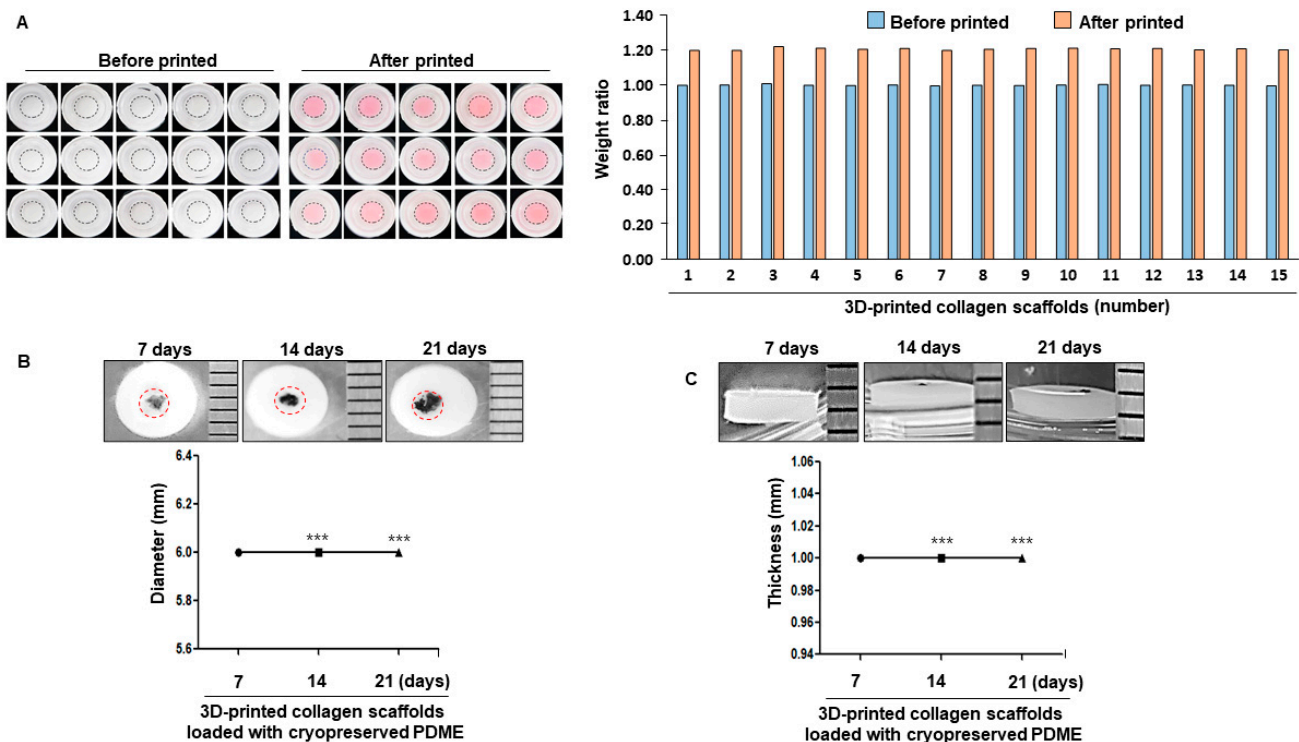 A
Before printed
After printed
Before printed
After printed
Weight ratio
1.40
1.20
1.00
0.80
0.60
0.40
0.20
0.00
1 2 3 4 5 6 7 8 9 10 11 12 13 14 15
3D-printed collagen scaffolds (number)
B
7 days
14 days
21 days
Diameter (mm)
6.4
6.2
6.0
5.8
5.6
***
***
7 14 21 (days)
3D-printed collagen scaffolds
loaded with cryopreserved PDME
C
7 days
14 days
21 days
Thickness (mm)
1.06
1.04
1.02
1.00
0.98
0.96
0.94
***
***
7 14 21 (days)
3D-printed collagen scaffolds
loaded with cryopreserved PDME